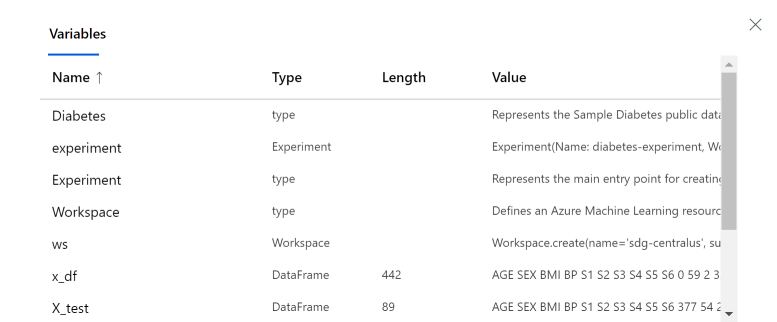 Variables
Name ↑ Type Length Value
Diabetes type Represents the Sample Diabetes public data
experiment Experiment Experiment(Name: diabetes-experiment, Wo
Experiment type Represents the main entry point for creating
Workspace type Defines an Azure Machine Learning resourc
ws Workspace Workspace.create(name='sdg-centralus', su
x_df DataFrame 442 AGE SEX BMI BP S1 S2 S3 S4 S5 S6 0 59 2 3
X_test DataFrame 89 AGE SEX BMI BP S1 S2 S3 S4 S5 S6 377 54 2